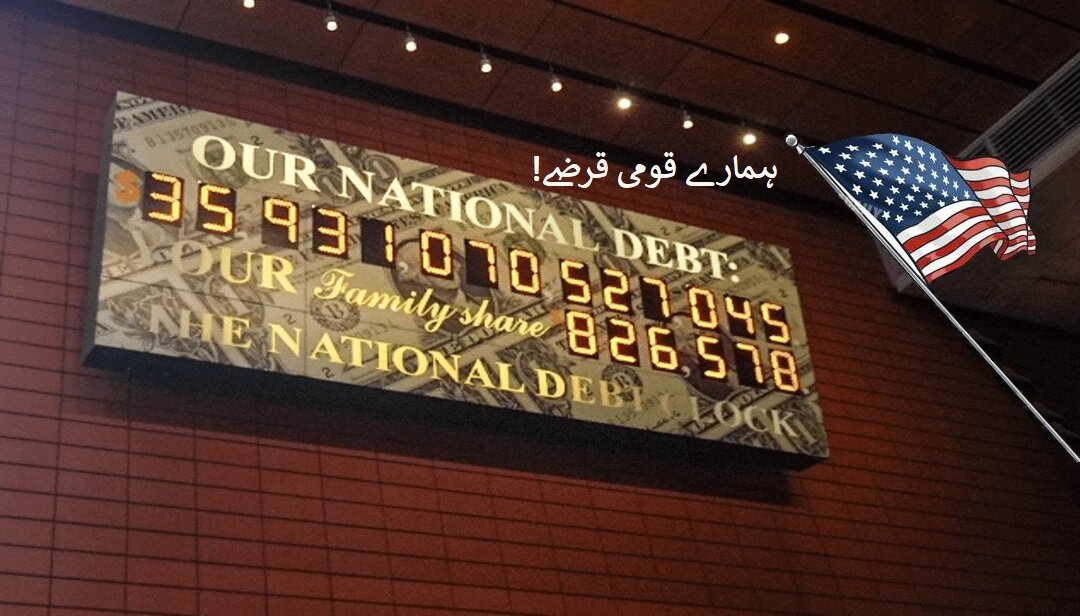 ہمارے قومی قرضے!
OUR NATIONAL DEBT:
$35,931,070,527,045
OUR Family share $826,578
THE NATIONAL DEBT CLOCK